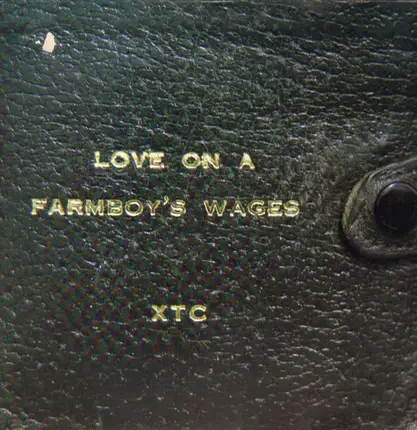 LOVE ON A
FARMBOY'S WAGES
XTC